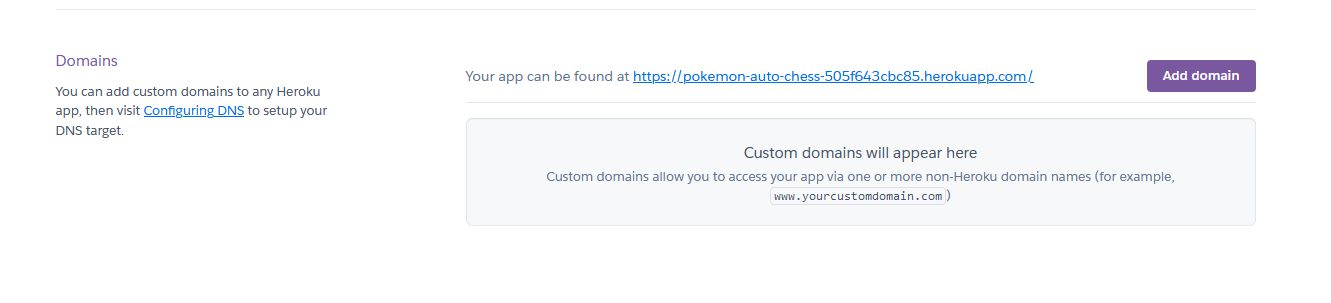 Domains
You can add custom domains to any Heroku
app, then visit Configuring DNS to setup your
DNS target.
Your app can be found at https://pokemon-auto-chess-505f643cbc85.herokuapp.com/
Add domain
Custom domains will appear here
Custom domains allow you to access your app via one or more non-Heroku domain names (for example,
www.yourcustomdomain.com)